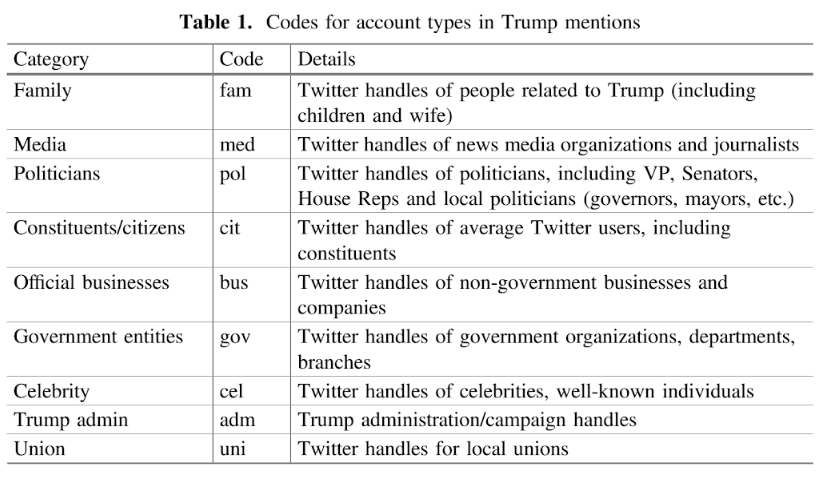 Table 1. Codes for account types in Trump mentions
Category Code Details
Family fam Twitter handles of people related to Trump (including
children and wife)
Media med Twitter handles of news media organizations and journalists
Politicians pol Twitter handles of politicians, including VP, Senators,
House Reps and local politicians (governors, mayors, etc.)
Constituents/citizens cit Twitter handles of average Twitter users, including
constituents
Official businesses bus Twitter handles of non-government businesses and
companies
Government entities gov Twitter handles of government organizations, departments,
branches
Celebrity cel Twitter handles of celebrities, well-known individuals
Trump admin adm Trump administration/campaign handles
Union uni Twitter handles for local unions